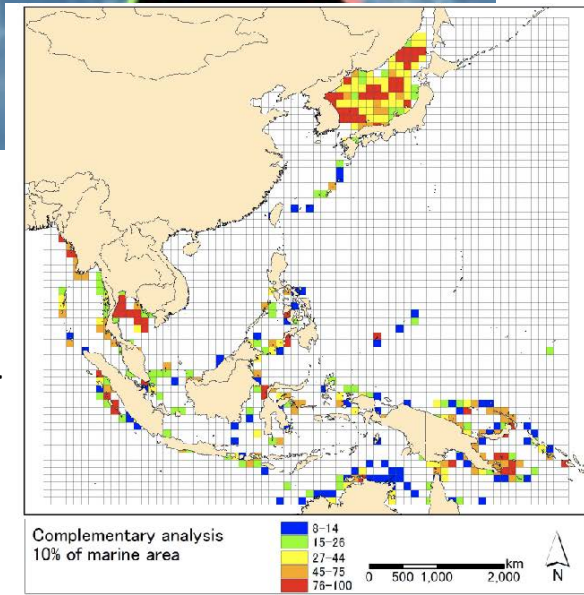 Complementary analysis
10% of marine area
8-14
15-26
27-44
45-75
76-100
km
0 500 1,000 2,000
N